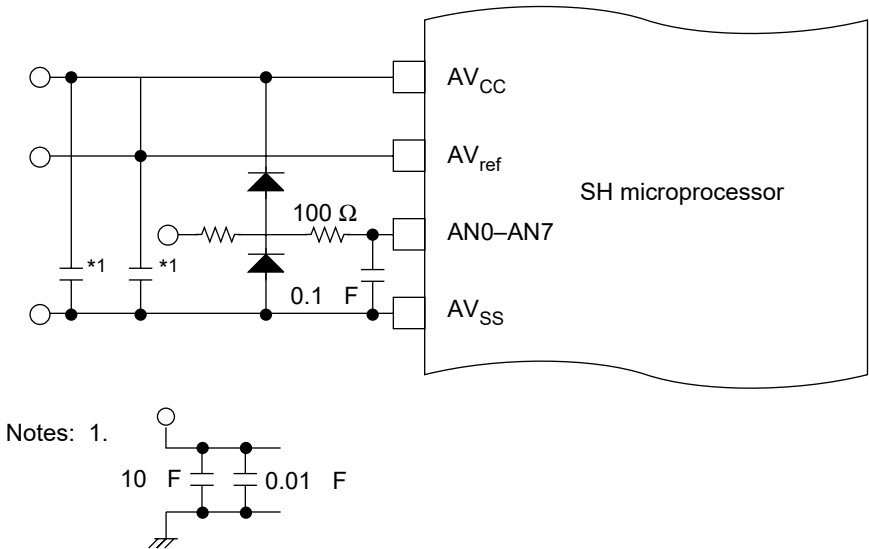 AVCC
AVref
SH microprocessor
100 Ω
AN0–AN7
*1
*1
0.1 F
AVSS
Notes: 1.
10 F
0.01 F